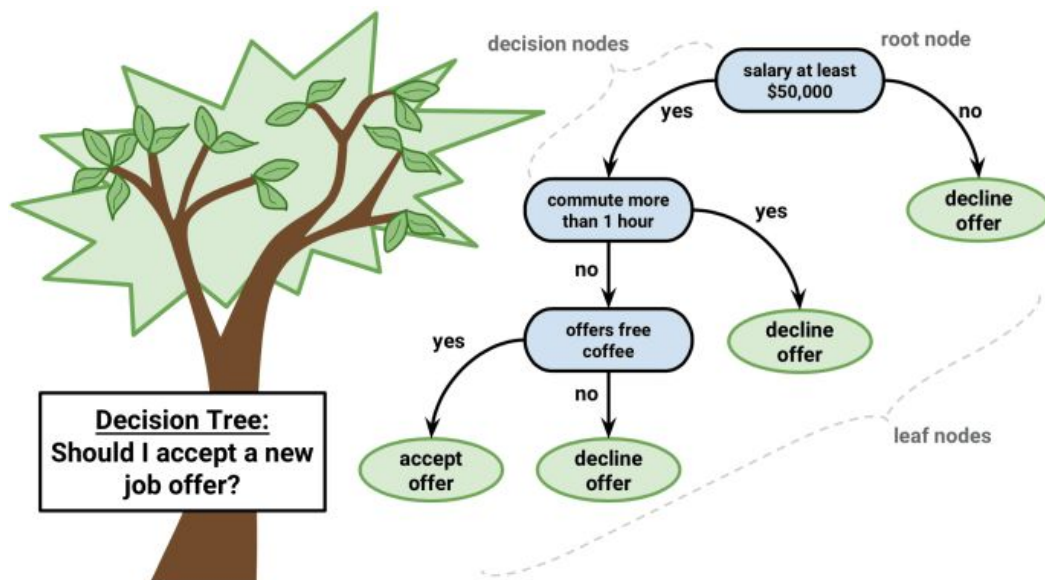 decision nodes
root node
salary at least
$50,000
yes
no
decline
offer
commute more
than 1 hour
yes
no
decline
offer
offers free
coffee
yes
no
accept
offer
decline
offer
leaf nodes
Decision Tree:
Should I accept a new
job offer?